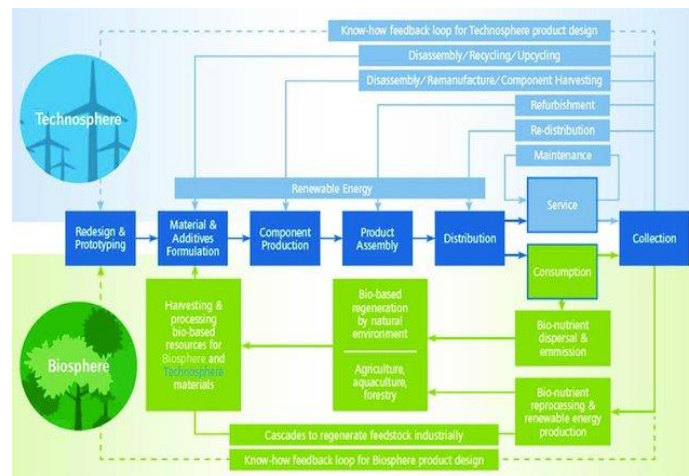 Know-how feedback loop for Technosphere product design
Disassembly/Recycling/Upcycling
Disassembly/Remanufacture/Component Harvesting
Refurbishment
Re-distribution
Maintenance
Technosphere
Renewable Energy
Redesign &
Prototyping
Material &
Additives
Formulation
Component
Production
Product
Assembly
Distribution
Service
Consumption
Collection
Harvesting &
processing
bio-based
resources for
Biosphere and
Technosphere
materials
Bio-based
regeneration
by natural
environment
Agriculture,
aquaculture,
forestry
Bio-nutrient
dispersal &
emmission
Bio-nutrient
reprocessing &
renewable energy
production
Biosphere
Cascades to regenerate feedstock industrially
Know-how feedback loop for Biosphere product design